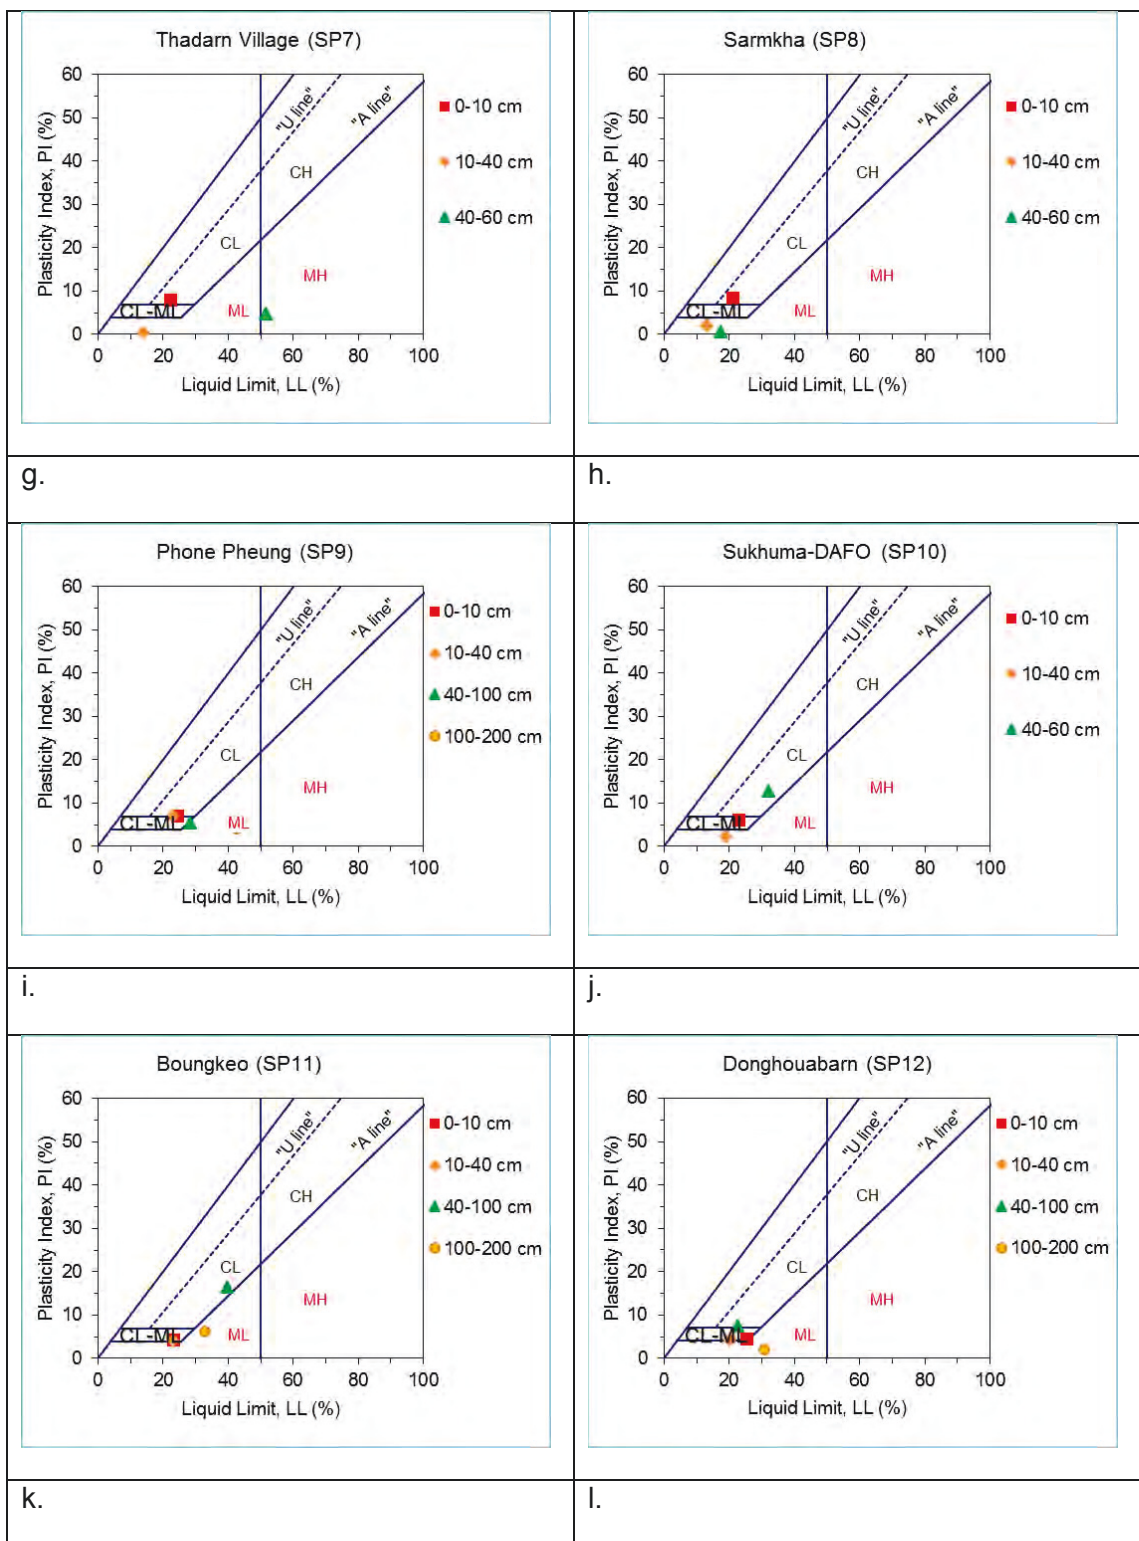 Thadarn Village (SP7)
Plasticity Index, PI (%)
60
50
40
30
20
10
0
"U line"
"A line"
CH
CL
MH
ML
CL-ML
0 20 40 60 80 100
Liquid Limit, LL (%)
0-10 cm
10-40 cm
40-60 cm
Sarmkha (SP8)
Plasticity Index, PI (%)
60
50
40
30
20
10
0
"U line"
"A line"
CH
CL
MH
ML
CL-ML
0 20 40 60 80 100
Liquid Limit, LL (%)
0-10 cm
10-40 cm
40-60 cm
g.
h.
Phone Pheung (SP9)
Plasticity Index, PI (%)
60
50
40
30
20
10
0
"U line"
"A line"
CH
CL
MH
ML
CL-ML
0 20 40 60 80 100
Liquid Limit, LL (%)
0-10 cm
10-40 cm
40-100 cm
100-200 cm
Sukhuma-DAFO (SP10)
Plasticity Index, PI (%)
60
50
40
30
20
10
0
"U line"
"A line"
CH
CL
MH
ML
CL-ML
0 20 40 60 80 100
Liquid Limit, LL (%)
0-10 cm
10-40 cm
40-60 cm
i.
j.
Boungkeo (SP11)
Plasticity Index, PI (%)
60
50
40
30
20
10
0
"U line"
"A line"
CH
CL
MH
ML
CL-ML
0 20 40 60 80 100
Liquid Limit, LL (%)
0-10 cm
10-40 cm
40-100 cm
100-200 cm
Donghouabarn (SP12)
Plasticity Index, PI (%)
60
50
40
30
20
10
0
"U line"
"A line"
CH
CL
MH
ML
CL-ML
0 20 40 60 80 100
Liquid Limit, LL (%)
0-10 cm
10-40 cm
40-100 cm
100-200 cm
k.
l.